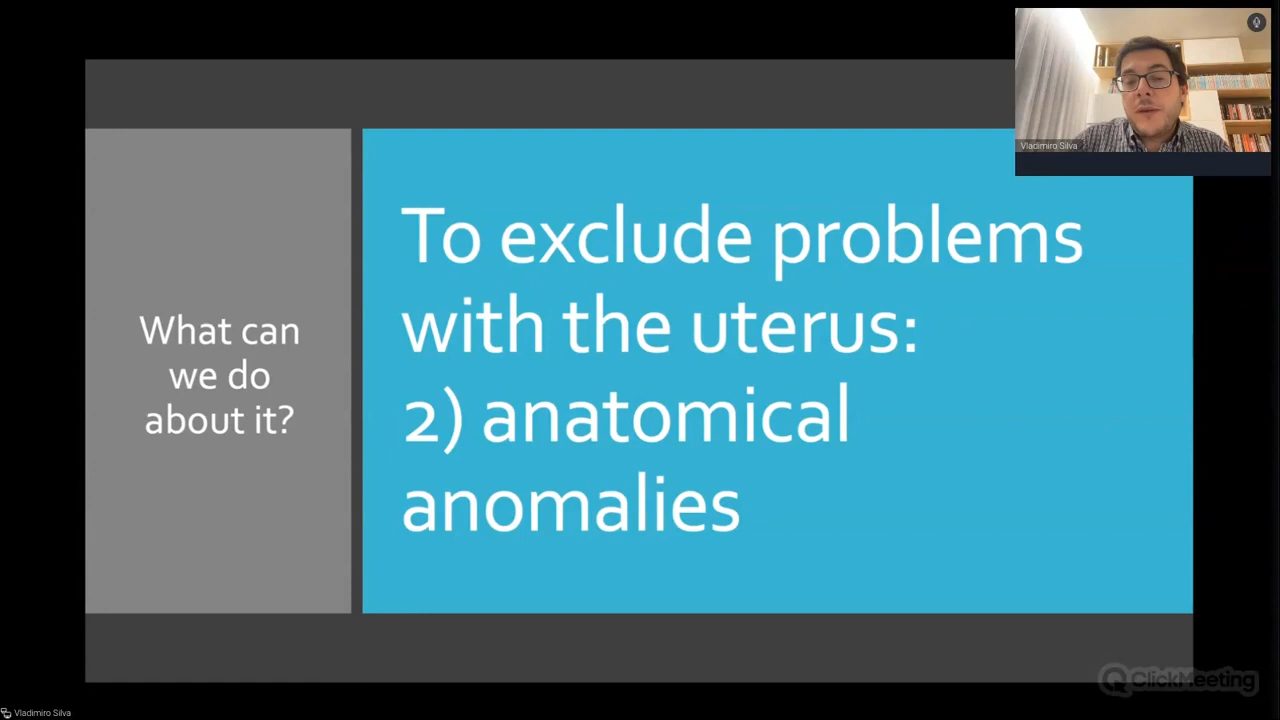 Vladimiro Silva
What can
we do
about it?
To exclude problems
with the uterus:
2) anatomical
anomalies
ClickMeeting
Vladimiro Silva